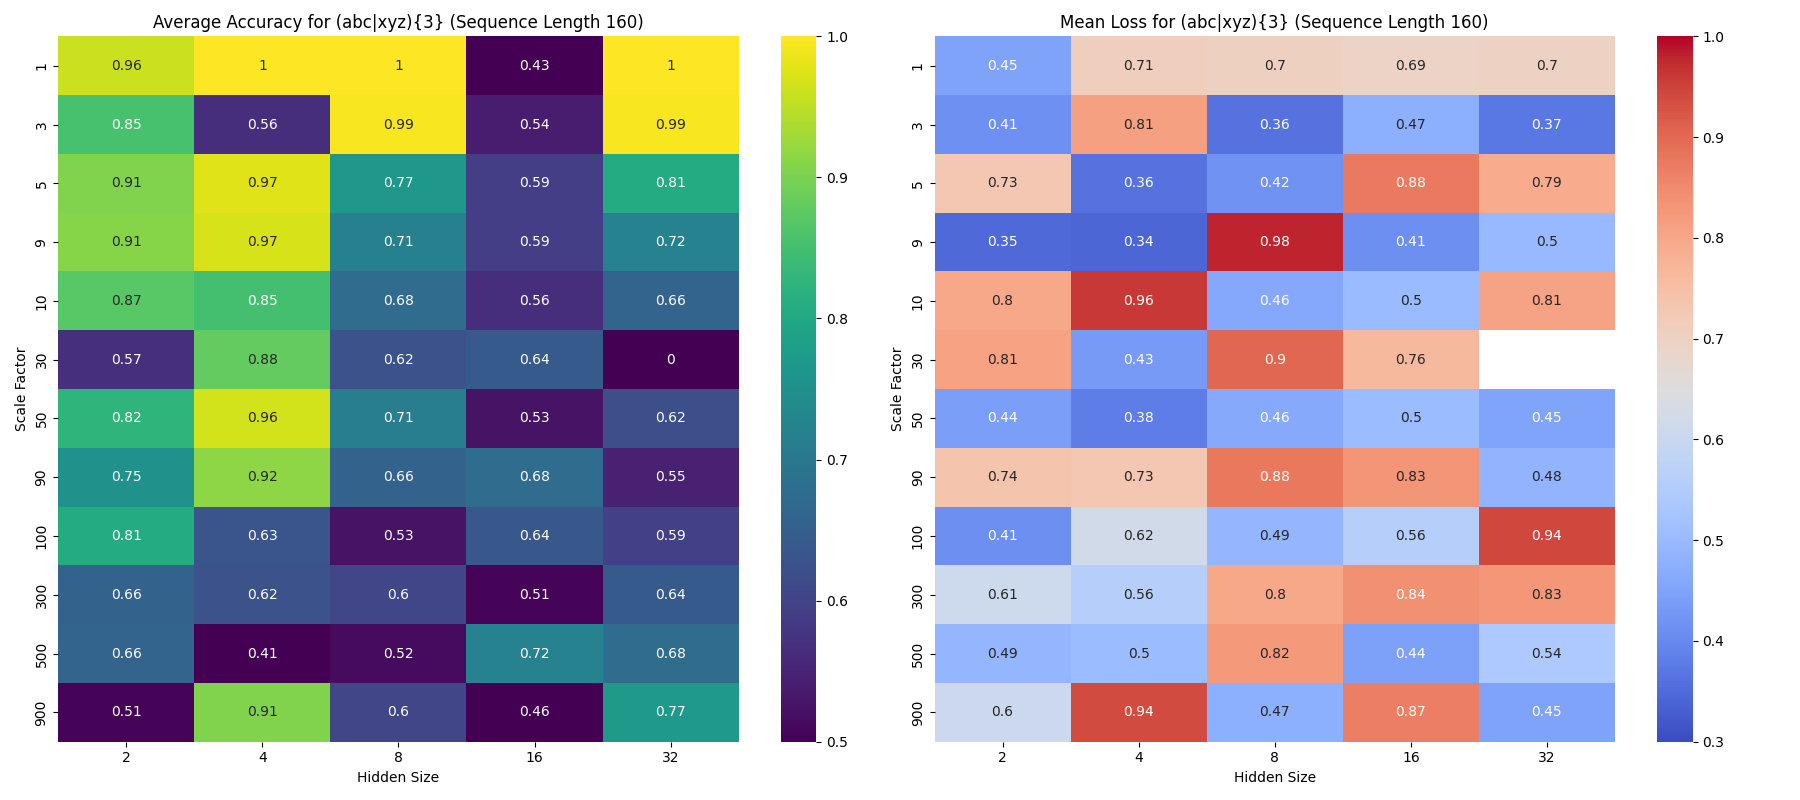 Average Accuracy for (abc|xyz){3} (Sequence Length 160)
Scale Factor
1 0.96 1 1 0.43 1
3 0.85 0.56 0.99 0.54 0.99
5 0.91 0.97 0.77 0.59 0.81
9 0.91 0.97 0.71 0.59 0.72
10 0.87 0.85 0.68 0.56 0.66
30 0.57 0.88 0.62 0.64 0
50 0.82 0.96 0.71 0.53 0.62
90 0.75 0.92 0.66 0.68 0.55
100 0.81 0.63 0.53 0.64 0.59
300 0.66 0.62 0.6 0.51 0.64
500 0.66 0.41 0.52 0.72 0.68
900 0.51 0.91 0.6 0.46 0.77
2 4 8 16 32
Hidden Size
1.0
0.9
0.8
0.7
0.6
0.5
Mean Loss for (abc|xyz){3} (Sequence Length 160)
Scale Factor
1 0.45 0.71 0.7 0.69 0.7
3 0.41 0.81 0.36 0.47 0.37
5 0.73 0.36 0.42 0.88 0.79
9 0.35 0.34 0.98 0.41 0.5
10 0.8 0.96 0.46 0.5 0.81
30 0.81 0.43 0.9 0.76
50 0.44 0.38 0.46 0.5 0.45
90 0.74 0.73 0.88 0.83 0.48
100 0.41 0.62 0.49 0.56 0.94
300 0.61 0.56 0.8 0.84 0.83
500 0.49 0.5 0.82 0.44 0.54
900 0.6 0.94 0.47 0.87 0.45
2 4 8 16 32
Hidden Size
1.0
0.9
0.8
0.7
0.6
0.5
0.4
0.3